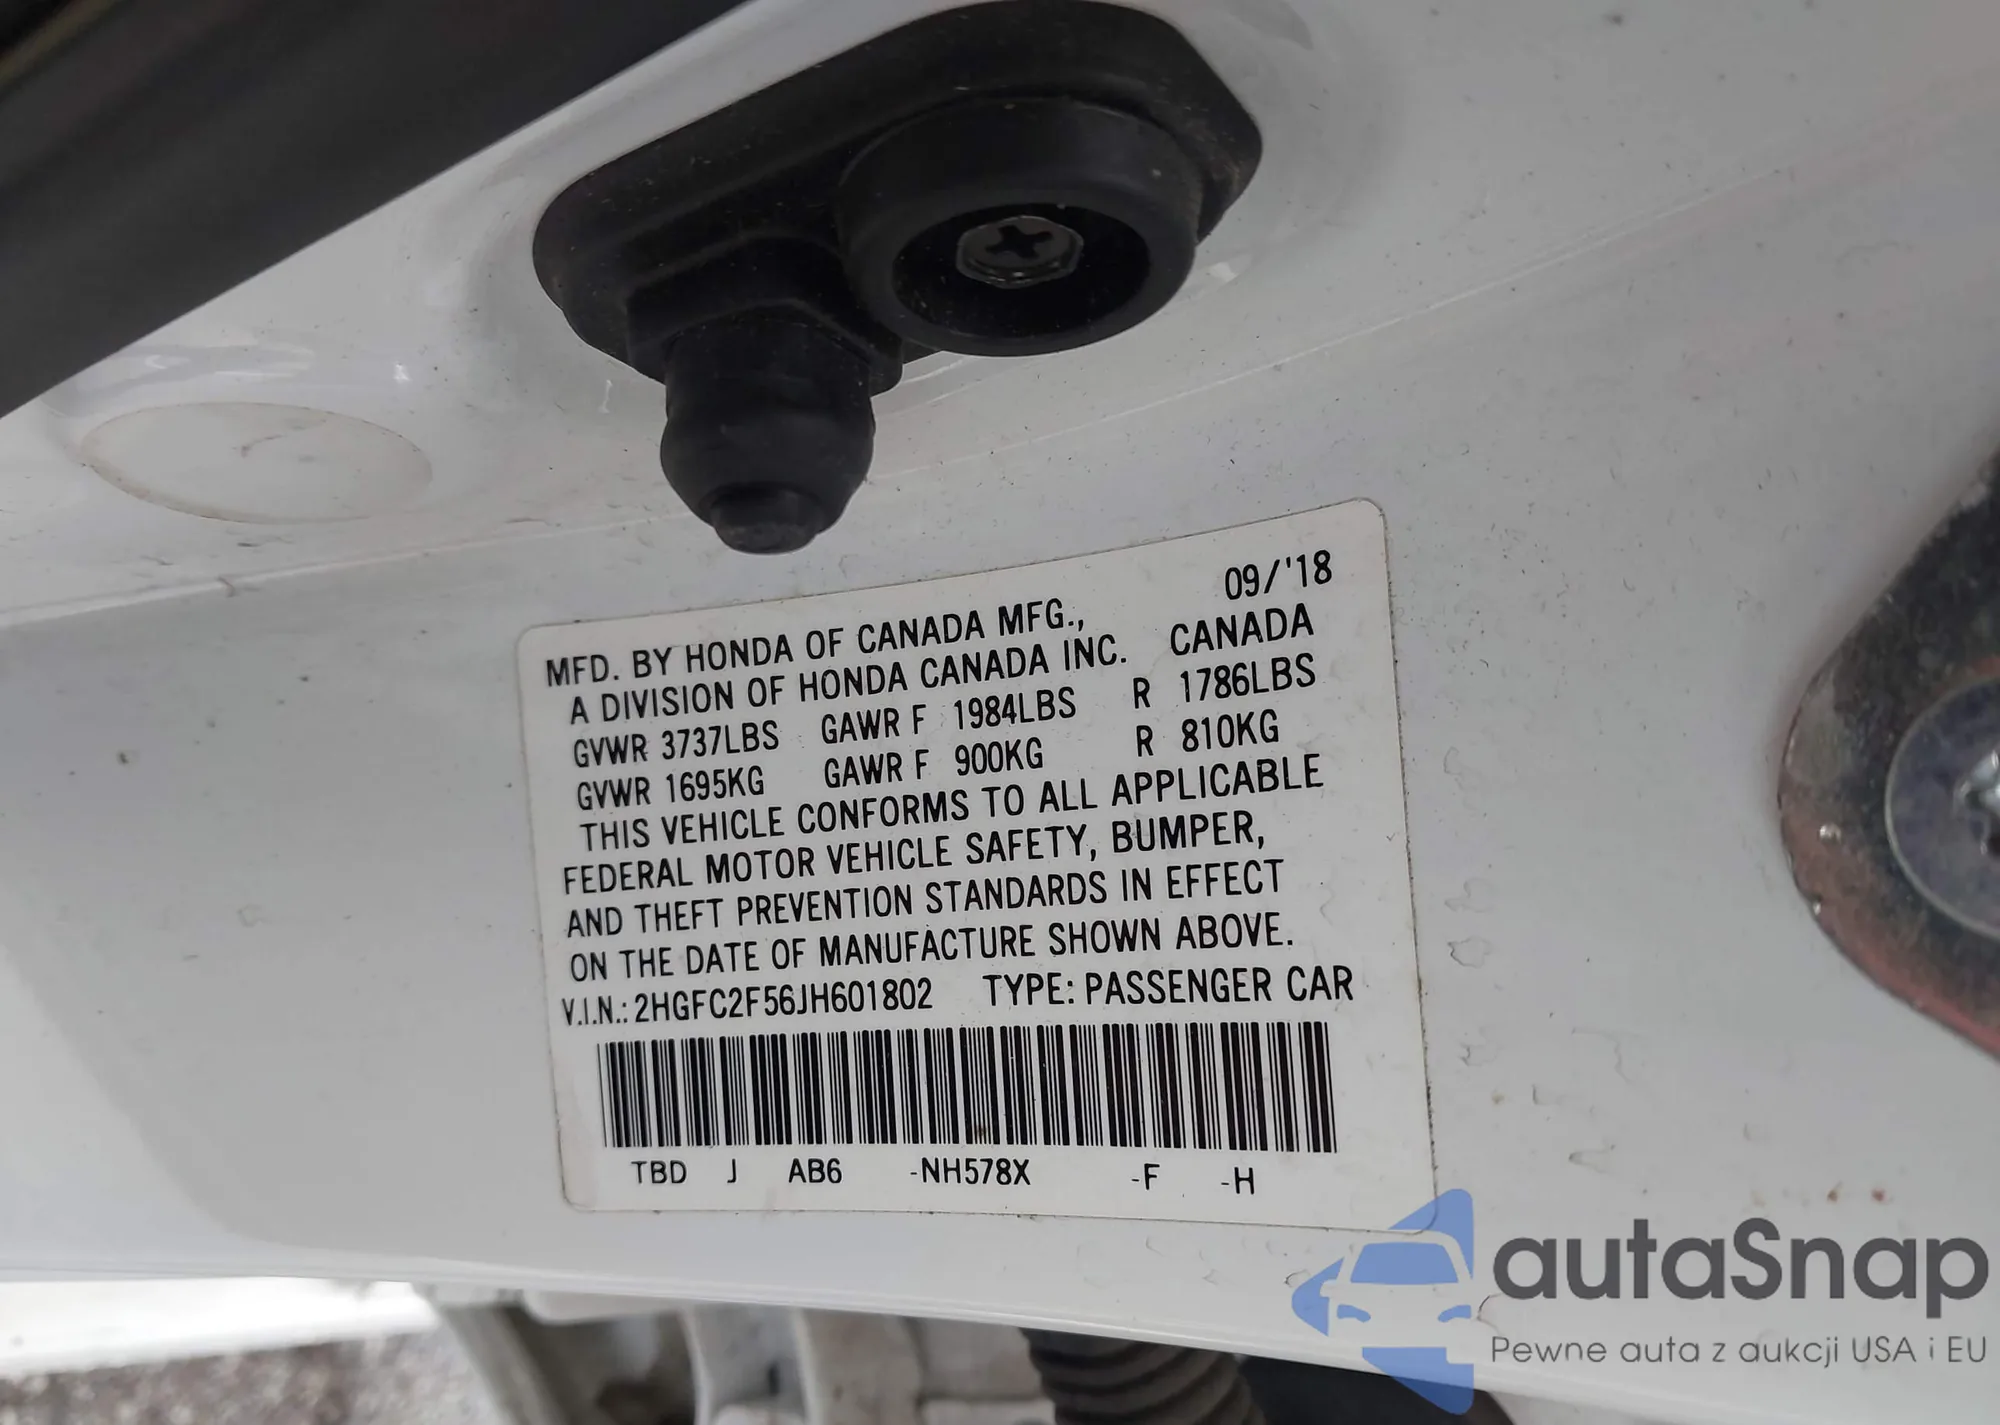 09/'18
MFD. BY HONDA OF CANADA MFG.,
A DIVISION OF HONDA CANADA INC. CANADA
GVWR 3737LBS GAWR F 1984LBS R 1786LBS
GVWR 1695KG GAWR F 900KG R 810KG
THIS VEHICLE CONFORMS TO ALL APPLICABLE
FEDERAL MOTOR VEHICLE SAFETY, BUMPER,
AND THEFT PREVENTION STANDARDS IN EFFECT
ON THE DATE OF MANUFACTURE SHOWN ABOVE.
V.I.N.: 2HGFC2F56JH601802 TYPE: PASSENGER CAR
TBD J AB6 -NH578X -F -H
autaSnap
Pewne auta z aukcji USA i EU